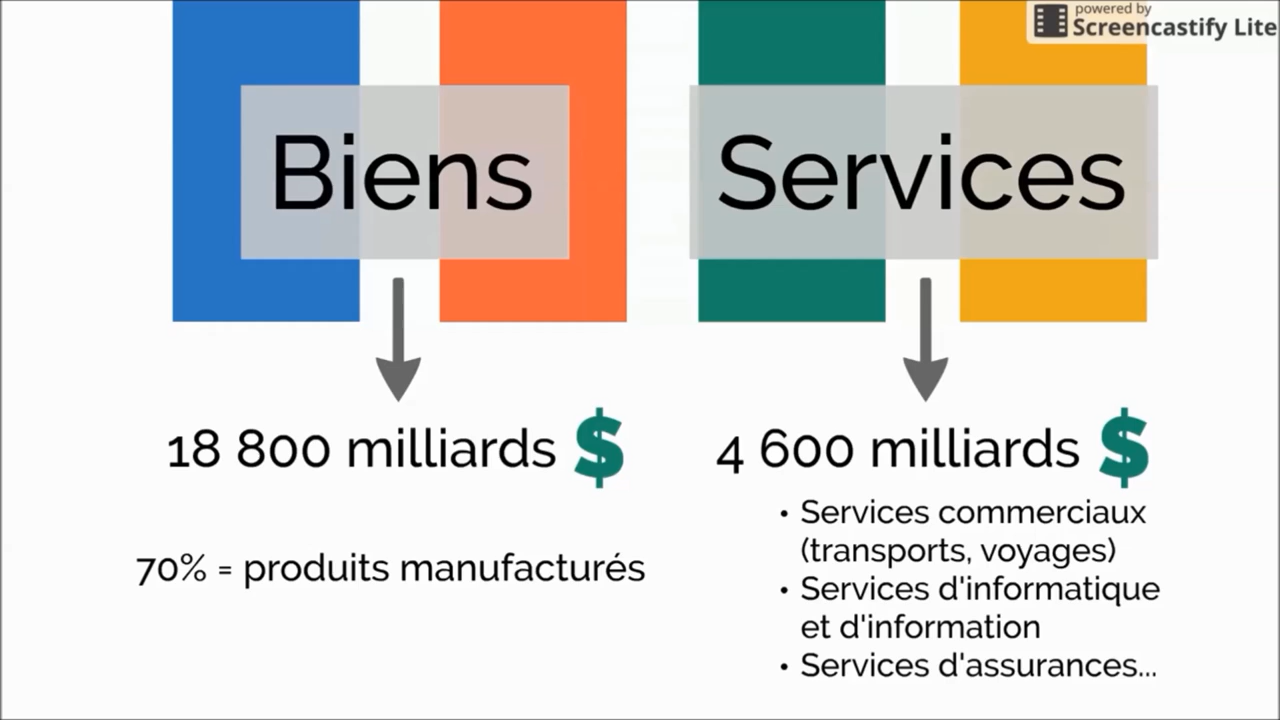 powered by
Screencastify Lite
Biens
Services
18 800 milliards $
4 600 milliards $
70% = produits manufacturés
• Services commerciaux
(transports, voyages)
• Services d'informatique
et d'information
• Services d'assurances...